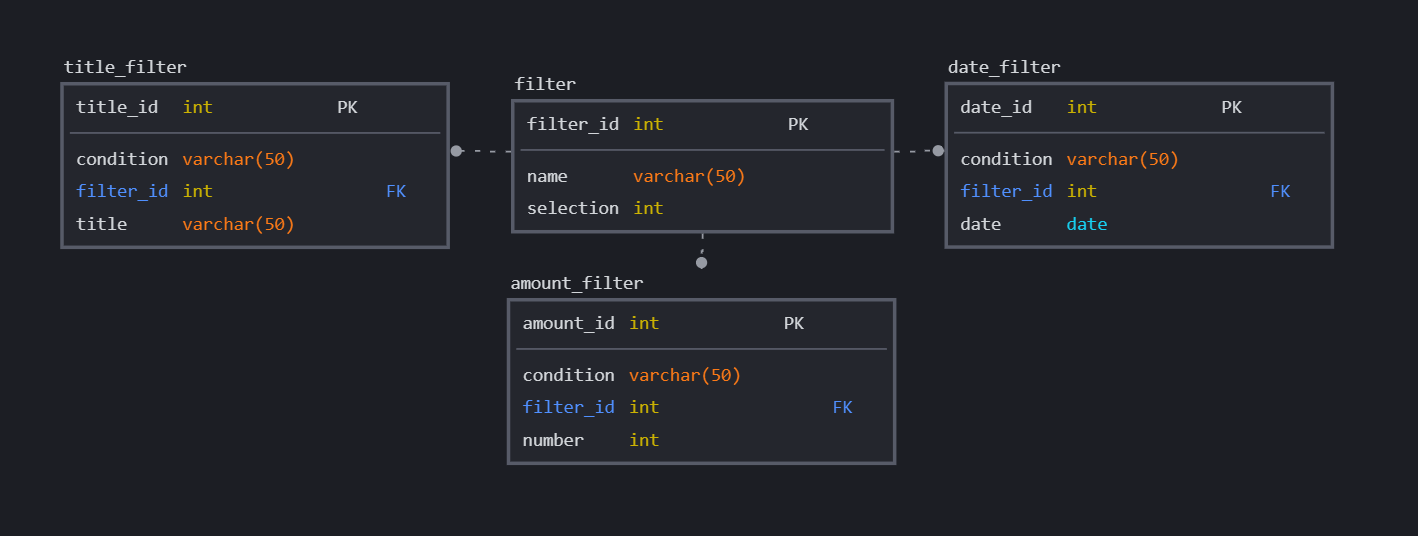 title_filter
title_id int PK
condition varchar(50)
filter_id int FK
title varchar(50)
filter
filter_id int PK
name varchar(50)
selection int
date_filter
date_id int PK
condition varchar(50)
filter_id int FK
date date
amount_filter
amount_id int PK
condition varchar(50)
filter_id int FK
number int